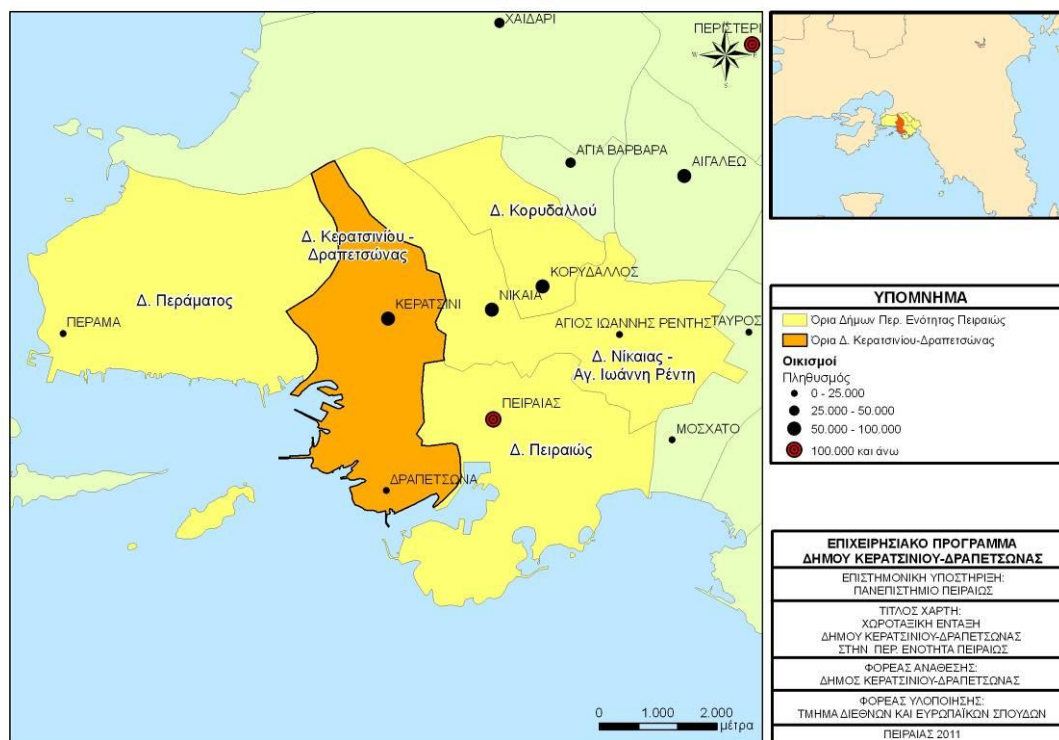 ΧΑΪΔΑΡΙ
ΠΕΡΙΣΤΕΡΙ
N
W
E
S
ΑΓΙΑ ΒΑΡΒΑΡΑ
ΑΙΓΑΛΕΩ
Δ. Κορυδαλλού
Δ. Κερατσινίου -
Δραπετσώνας
Δ. Περάματος
ΚΟΡΥΔΑΛΛΟΣ
ΝΙΚΑΙΑ
ΚΕΡΑΤΣΙΝΙ
ΠΕΡΑΜΑ
ΑΓΙΟΣ ΙΩΑΝΝΗΣ ΡΕΝΤΗΣ
ΤΑΥΡΟΣ
Δ. Νίκαιας -
Αγ. Ιωάννη Ρέντη
ΠΕΙΡΑΙΑΣ
ΜΟΣΧΑΤΟ
Δ. Πειραιώς
ΔΡΑΠΕΤΣΩΝΑ
0 1.000 2.000
μέτρα
ΥΠΟΜΝΗΜΑ
Όρια Δήμων Περ. Ενότητας Πειραιώς
Όρια Δ. Κερατσινίου-Δραπετσώνας
Οικισμοί
Πληθυσμός
0 - 25.000
25.000 - 50.000
50.000 - 100.000
100.000 και άνω
ΕΠΙΧΕΙΡΗΣΙΑΚΟ ΠΡΟΓΡΑΜΜΑ
ΔΗΜΟΥ ΚΕΡΑΤΣΙΝΙΟΥ-ΔΡΑΠΕΤΣΩΝΑΣ
ΕΠΙΣΤΗΜΟΝΙΚΗ ΥΠΟΣΤΗΡΙΞΗ:
ΠΑΝΕΠΙΣΤΗΜΙΟ ΠΕΙΡΑΙΩΣ
ΤΙΤΛΟΣ ΧΑΡΤΗ:
ΧΩΡΟΤΑΞΙΚΗ ΕΝΤΑΞΗ
ΔΗΜΟΥ ΚΕΡΑΤΣΙΝΙΟΥ-ΔΡΑΠΕΤΣΩΝΑΣ
ΣΤΗΝ ΠΕΡ. ΕΝΟΤΗΤΑ ΠΕΙΡΑΙΩΣ
ΦΟΡΕΑΣ ΑΝΑΘΕΣΗΣ:
ΔΗΜΟΣ ΚΕΡΑΤΣΙΝΙΟΥ-ΔΡΑΠΕΤΣΩΝΑΣ
ΦΟΡΕΑΣ ΥΛΟΠΟΙΗΣΗΣ:
ΤΜΗΜΑ ΔΙΕΘΝΩΝ ΚΑΙ ΕΥΡΩΠΑΪΚΩΝ ΣΠΟΥΔΩΝ
ΠΕΙΡΑΙΑΣ 2011